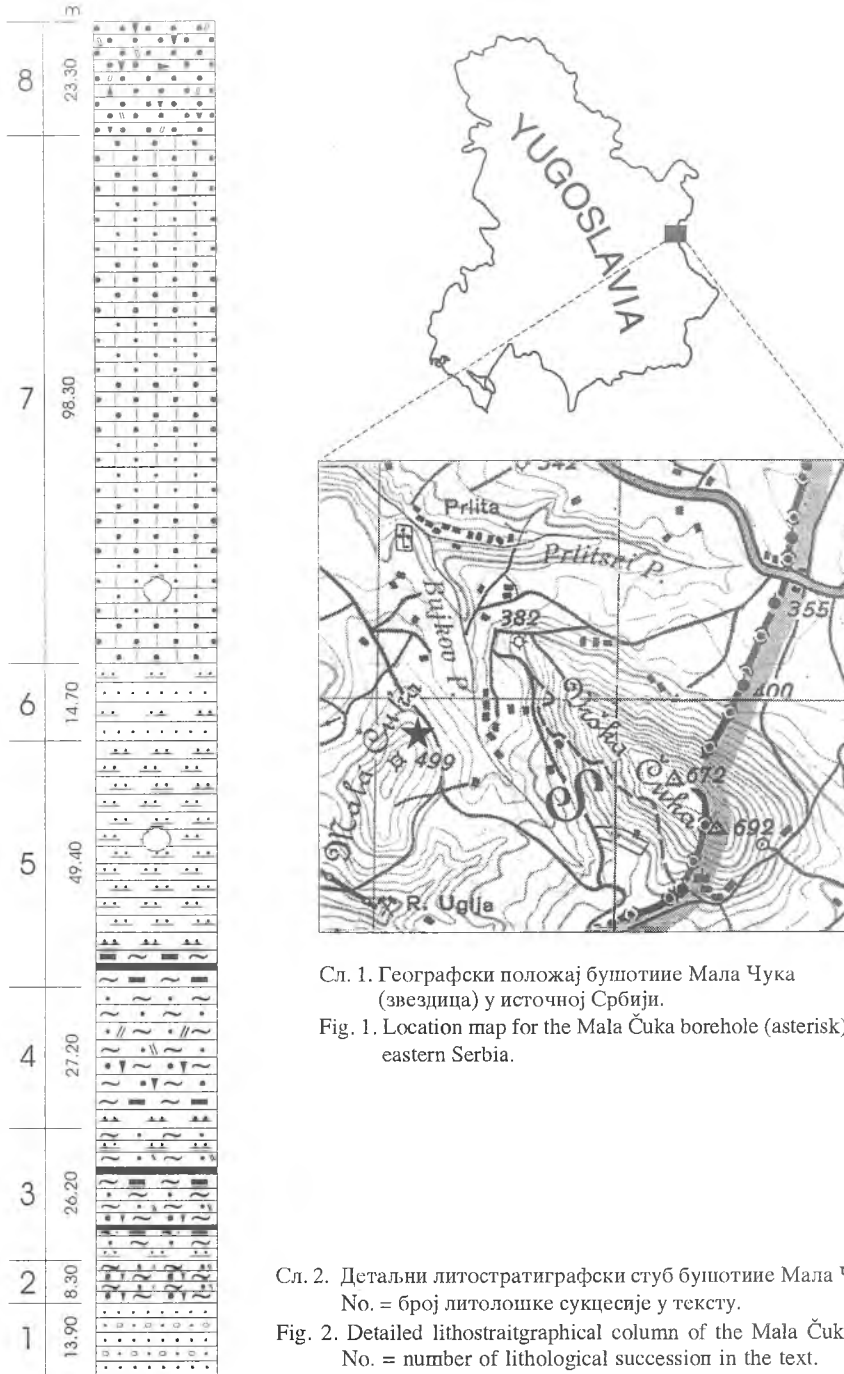 m
8
23.30
7
98.30
6
14.70
5
49.40
4
27.20
3
26.20
2
8.30
1
13.90
YUGOSLAVIA
Prlita
Prlitski P.
Bujkov P.
382
355
400
Mala Čuka
499
Čuška
Čuka
672
692
R. Uglja
Сл. 1. Географски положај бушотине Мала Чука
(звездица) у источној Србији.
Fig. 1. Location map for the Mala Čuka borehole (asterisk)
eastern Serbia.
Сл. 2. Детаљни литостратиграфски стуб бушотине Мала
No. = број литолошке сукцесије у тексту.
Fig. 2. Detailed lithostraitgraphical column of the Mala Čuk
No. = number of lithological succession in the text.